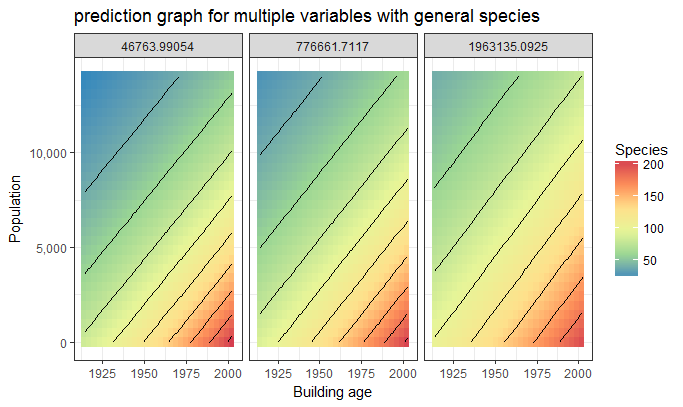 prediction graph for multiple variables with general species
46763.99054 776661.7117 1963135.0925
Population
10,000
5,000
0
1925 1950 1975 2000 1925 1950 1975 2000 1925 1950 1975 2000
Building age
Species
200
150
100
50